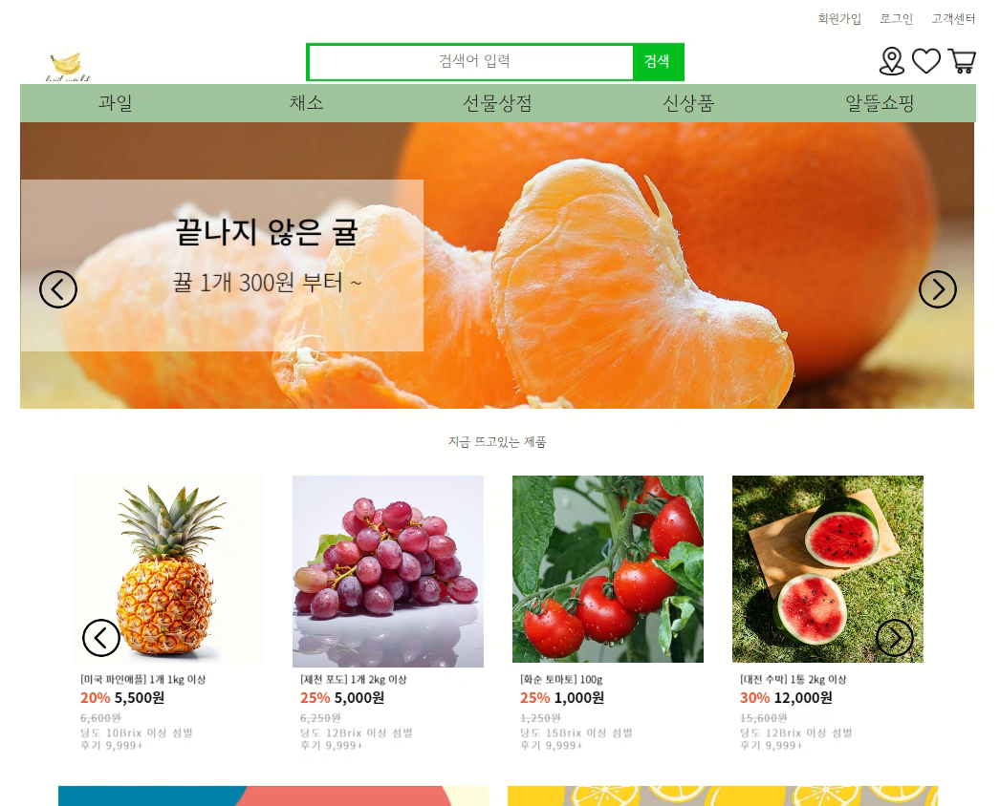 회원가입 로그인 고객센터
검색어 입력 검색
과일 채소 선물상점 신상품 알뜰쇼핑
끝나지 않은 귤
귤 1개 300원 부터 ~
지금 뜨고있는 제품
[미국 파인애플] 1개 1kg 이상
20% 5,500원
6,600원
당도 10Brix 이상 섬별
후기 9,999+
[제천 포도] 1개 2kg 이상
25% 5,000원
6,250원
당도 12Brix 이상 섬별
후기 9,999+
[화순 토마토] 100g
25% 1,000원
1,250원
당도 15Brix 이상 섬별
후기 9,999+
[대전 수박] 1통 2kg 이상
30% 12,000원
15,600원
당도 12Brix 이상 섬별
후기 9,999+